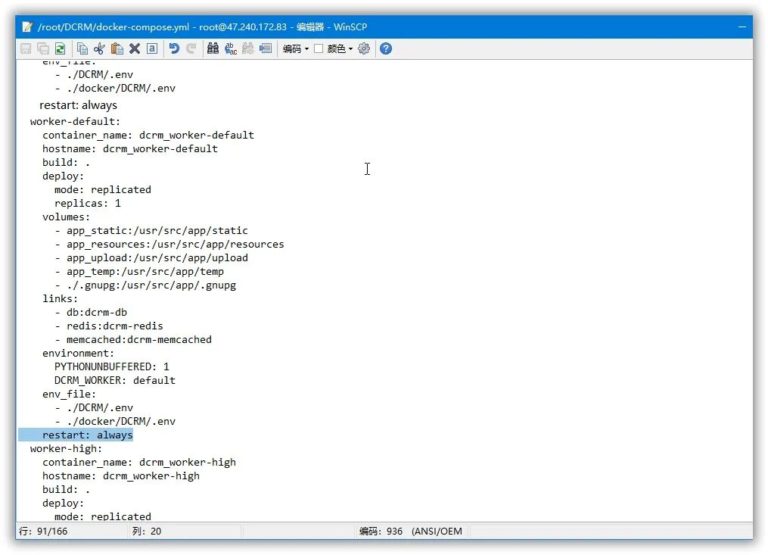 /root/DCRM/docker-compose.yml - root@47.240.172.83 - 编辑器 - WinSCP
编码 颜色
env_file:
- ./DCRM/.env
- ./docker/DCRM/.env
restart: always
worker-default:
container_name: dcrm_worker-default
hostname: dcrm_worker-default
build: .
deploy:
mode: replicated
replicas: 1
volumes:
- app_static:/usr/src/app/static
- app_resources:/usr/src/app/resources
- app_upload:/usr/src/app/upload
- app_temp:/usr/src/app/temp
- ./.gnupg:/usr/src/app/.gnupg
links:
- db:dcrm-db
- redis:dcrm-redis
- memcached:dcrm-memcached
environment:
PYTHONUNBUFFERED: 1
DCRM_WORKER: default
env_file:
- ./DCRM/.env
- ./docker/DCRM/.env
restart: always
worker-high:
container_name: dcrm_worker-high
hostname: dcrm_worker-high
build: .
deploy:
mode: replicated
行: 91/166 列: 20 编码: 936 (ANSI/OEM